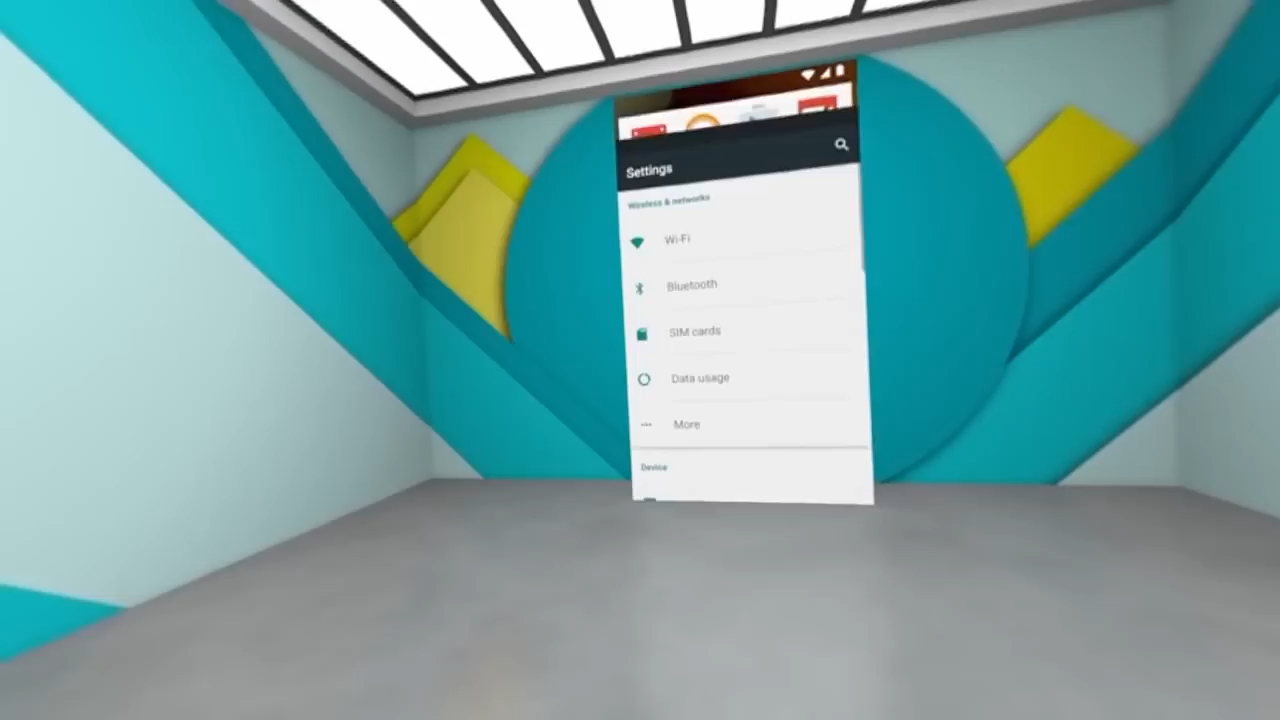 Settings
Wireless & networks
Wi-Fi
Bluetooth
SIM cards
Data usage
More
Device